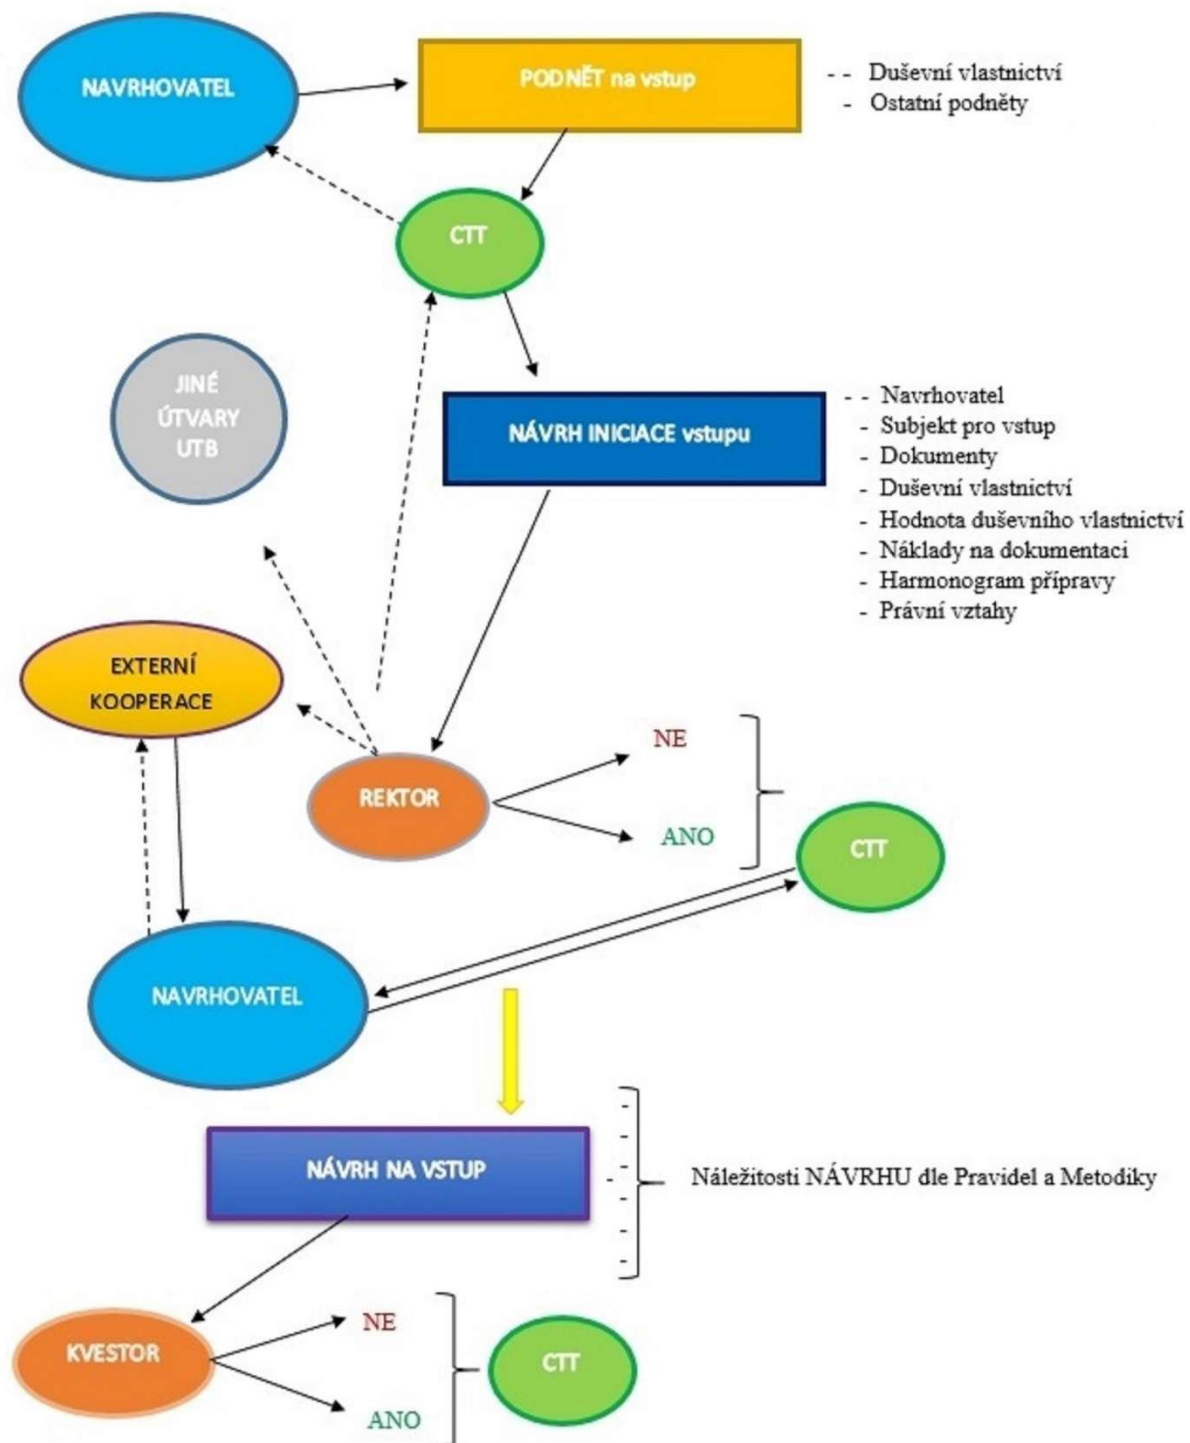 NAVRHOVATEL
PODNĚT na vstup
- - Duševní vlastnictví
- Ostatní podněty
CTT
JINÉ
ÚTVARY
UTB
NÁVRH INICIACE vstupu
- - Navrhovatel
- Subjekt pro vstup
- Dokumenty
- Duševní vlastnictví
- Hodnota duševního vlastnictví
- Náklady na dokumentaci
- Harmonogram přípravy
- Právní vztahy
EXTERNÍ
KOOPERACE
REKTOR
NE
ANO
CTT
NAVRHOVATEL
NÁVRH NA VSTUP
Náležitosti NÁVRHU dle Pravidel a Metodiky
KVESTOR
NE
ANO
CTT